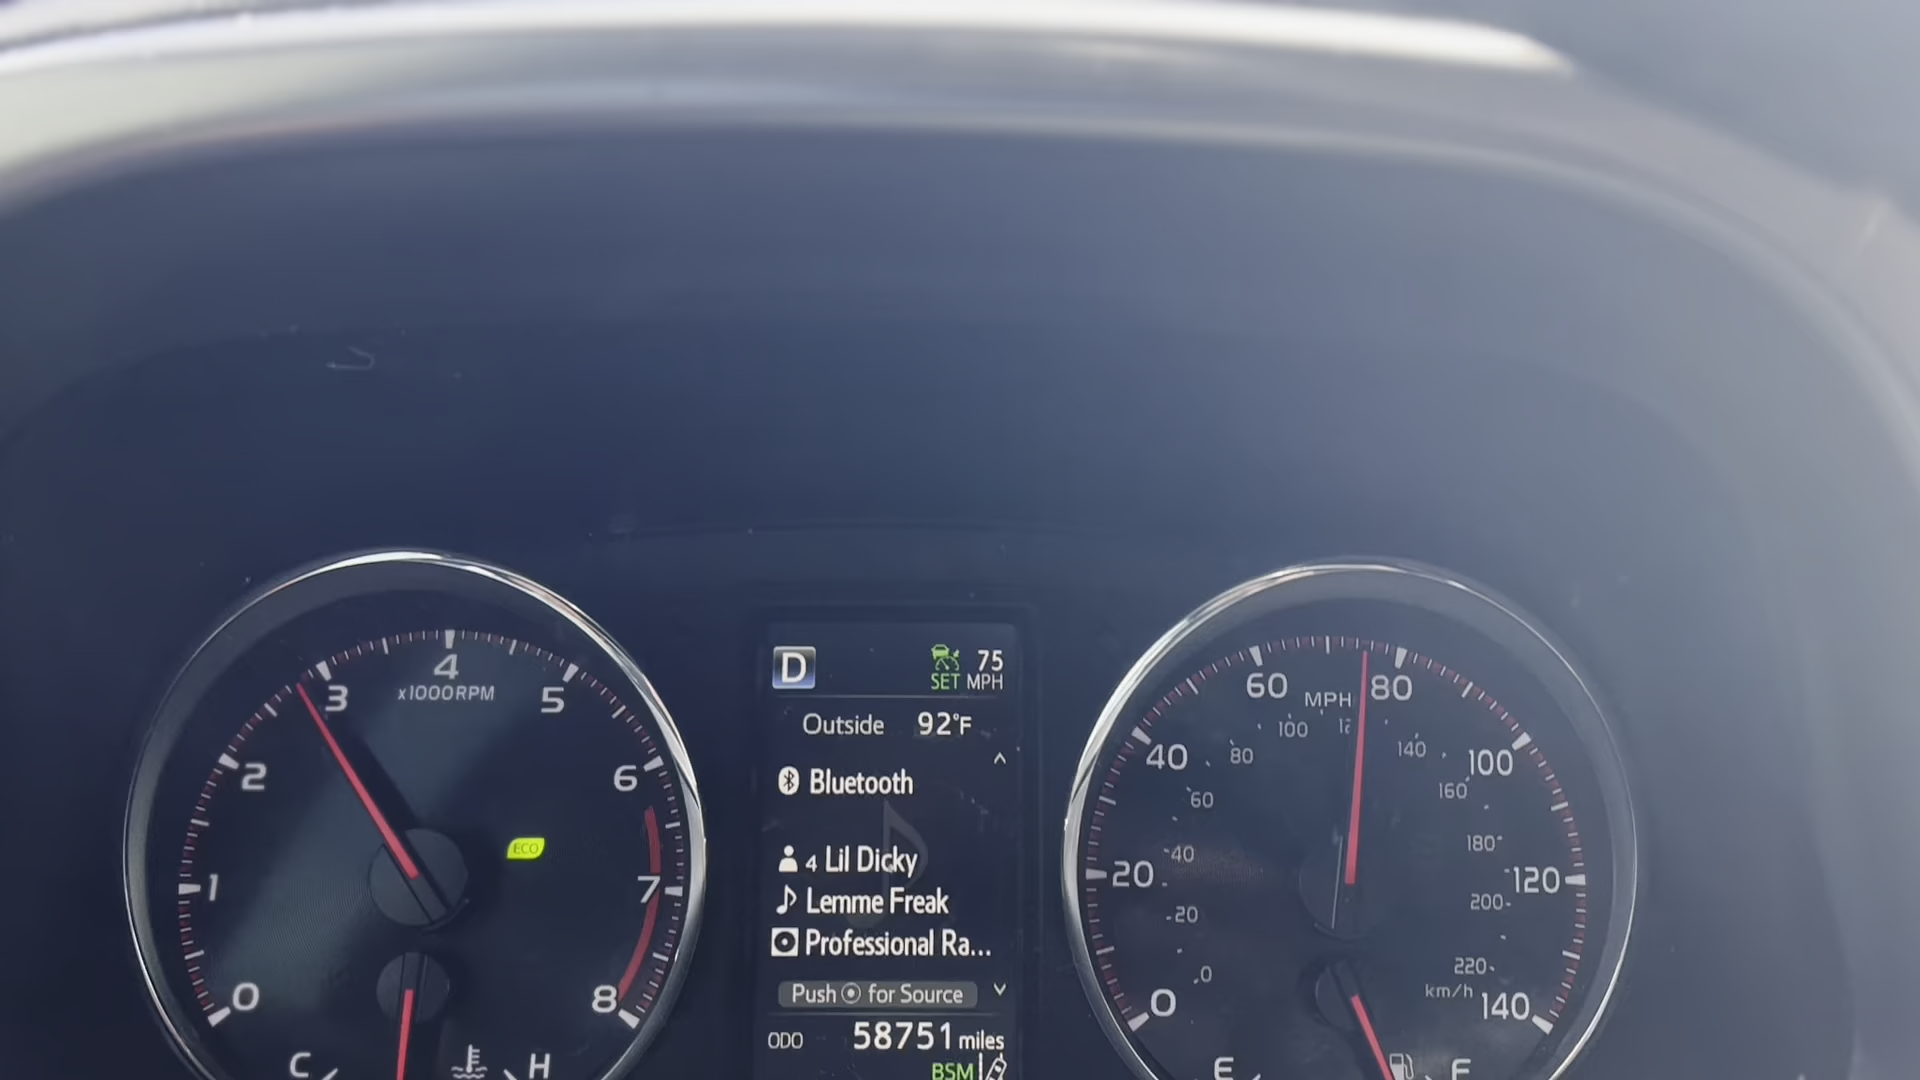 4
3
5
x1000RPM
2
6
ECO
1
7
0
8
C
H
D
75
SET MPH
Outside 92°F
Bluetooth
4 Lil Dicky
Lemme Freak
Professional Ra...
Push for Source
ODO 58751 miles
BSM
60 MPH 80
100
140
40
80
100
60
160
40
180
20
120
20
200
0
220
km/h
0
140
E
F